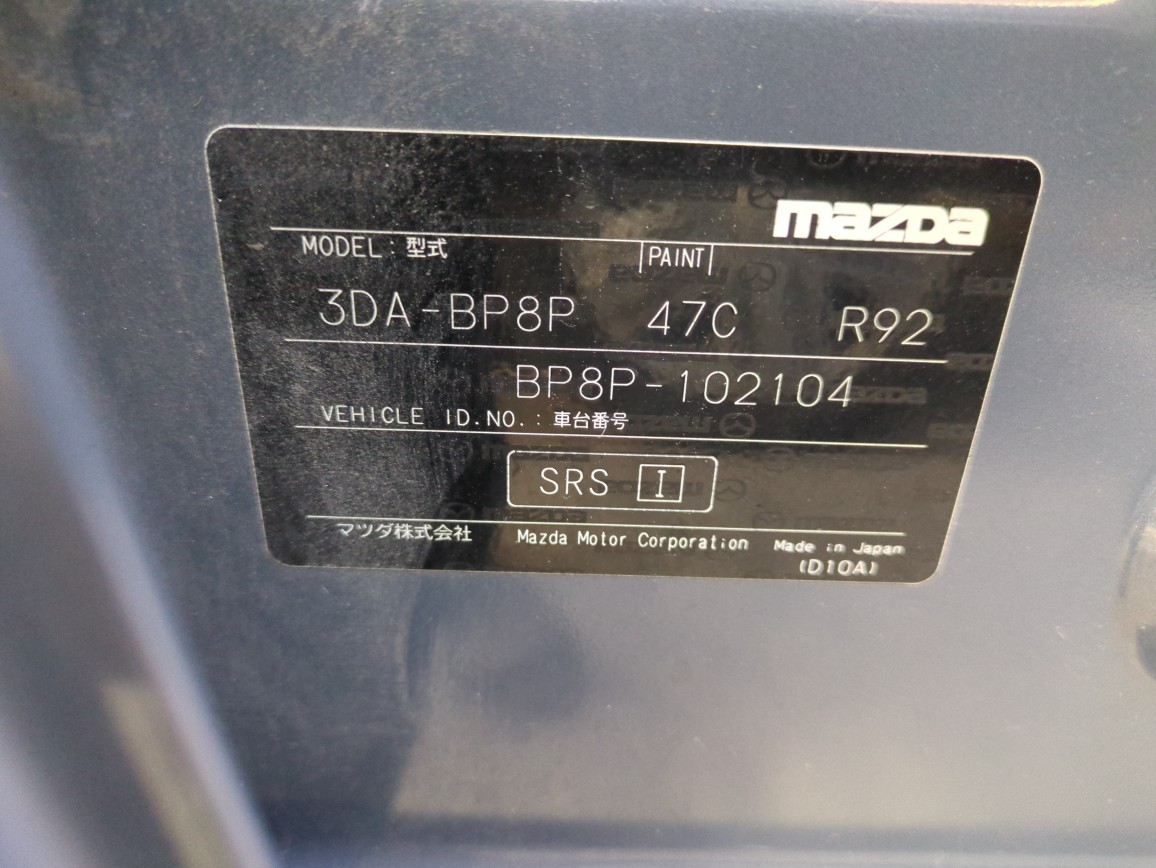 mazda
MODEL : 型式 PAINT
3DA-BP8P 47C R92
BP8P-102104
VEHICLE ID.NO. : 車台番号
SRS I
マツダ株式会社 Mazda Motor Corporation Made in Japan
(D10A)